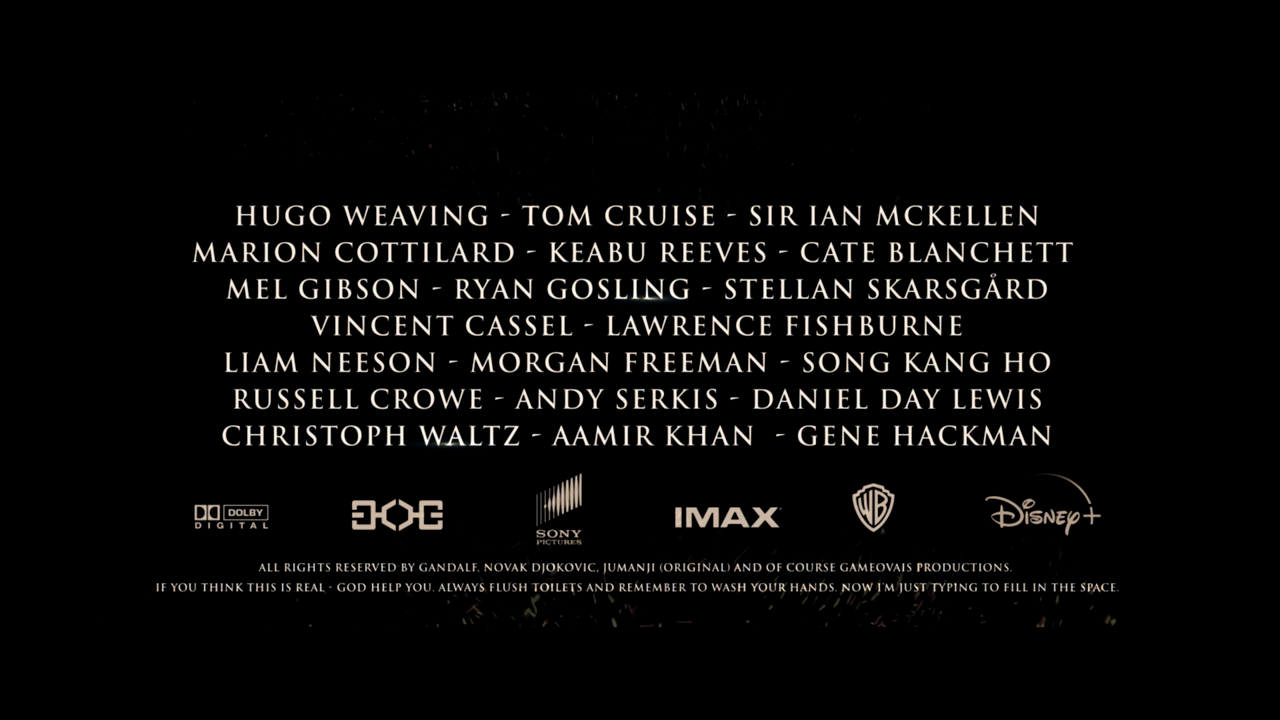 HUGO WEAVING - TOM CRUISE - SIR IAN MCKELLEN
MARION COTTILARD - KEABU REEVES - CATE BLANCHETT
MEL GIBSON - RYAN GOSLING - STELLAN SKARSGÅRD
VINCENT CASSEL - LAWRENCE FISHBURNE
LIAM NEESON - MORGAN FREEMAN - SONG KANG HO
RUSSELL CROWE - ANDY SERKIS - DANIEL DAY LEWIS
CHRISTOPH WALTZ - AAMIR KHAN - GENE HACKMAN
DOLBY DIGITAL
SONY PICTURES
IMAX
WB
DISNEY+
ALL RIGHTS RESERVED BY GANDALF, NOVAK DJOKOVIC, JUMANJI (ORIGINAL) AND OF COURSE GAMEOVAIS PRODUCTIONS.
IF YOU THINK THIS IS REAL - GOD HELP YOU. ALWAYS FLUSH TOILETS AND REMEMBER TO WASH YOUR HANDS. NOW I'M JUST TYPING TO FILL IN THE SPACE.